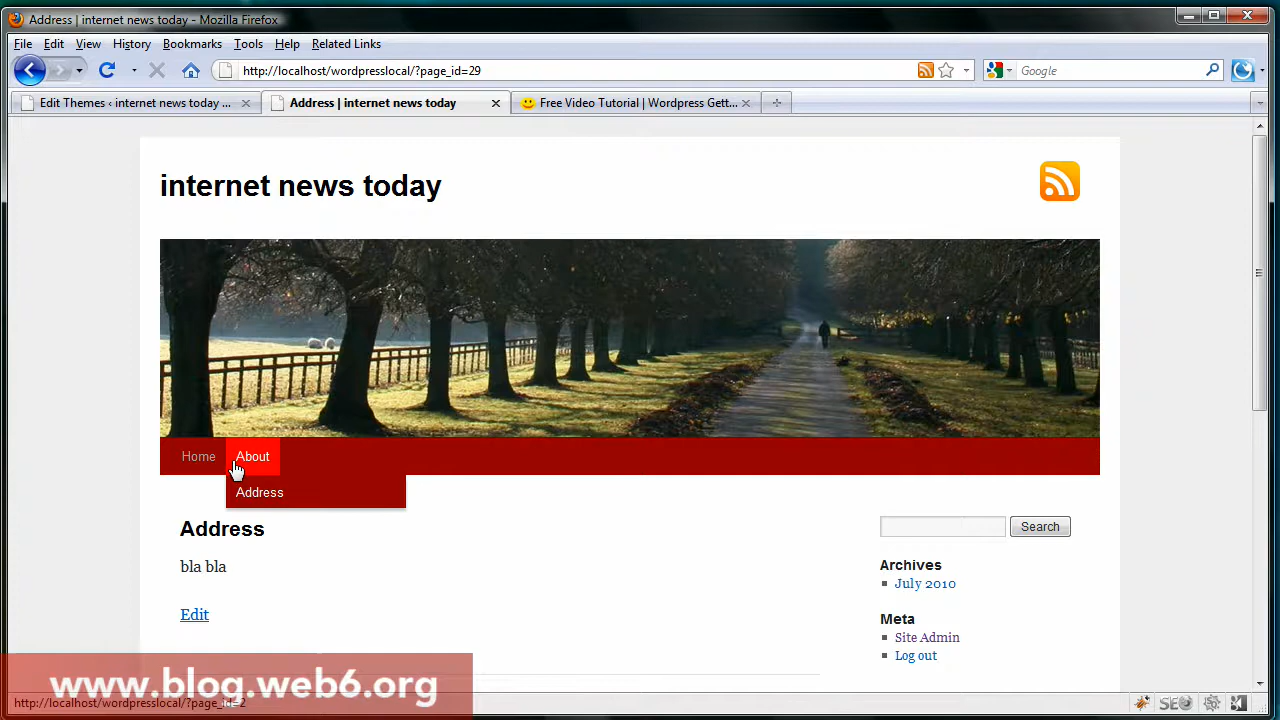 Address | internet news today - Mozilla Firefox
File Edit View History Bookmarks Tools Help Related Links
http://localhost/wordpresslocal/?page_id=29
Google
Edit Themes ‹ internet news today ...
Address | internet news today
Free Video Tutorial | Wordpress Gett...
internet news today
Home About
Address
Address
bla bla
Edit
Search
Archives
July 2010
Meta
Site Admin
Log out
www.blog.web6.org
http://localhost/wordpresslocal/?page_id=2
SEO